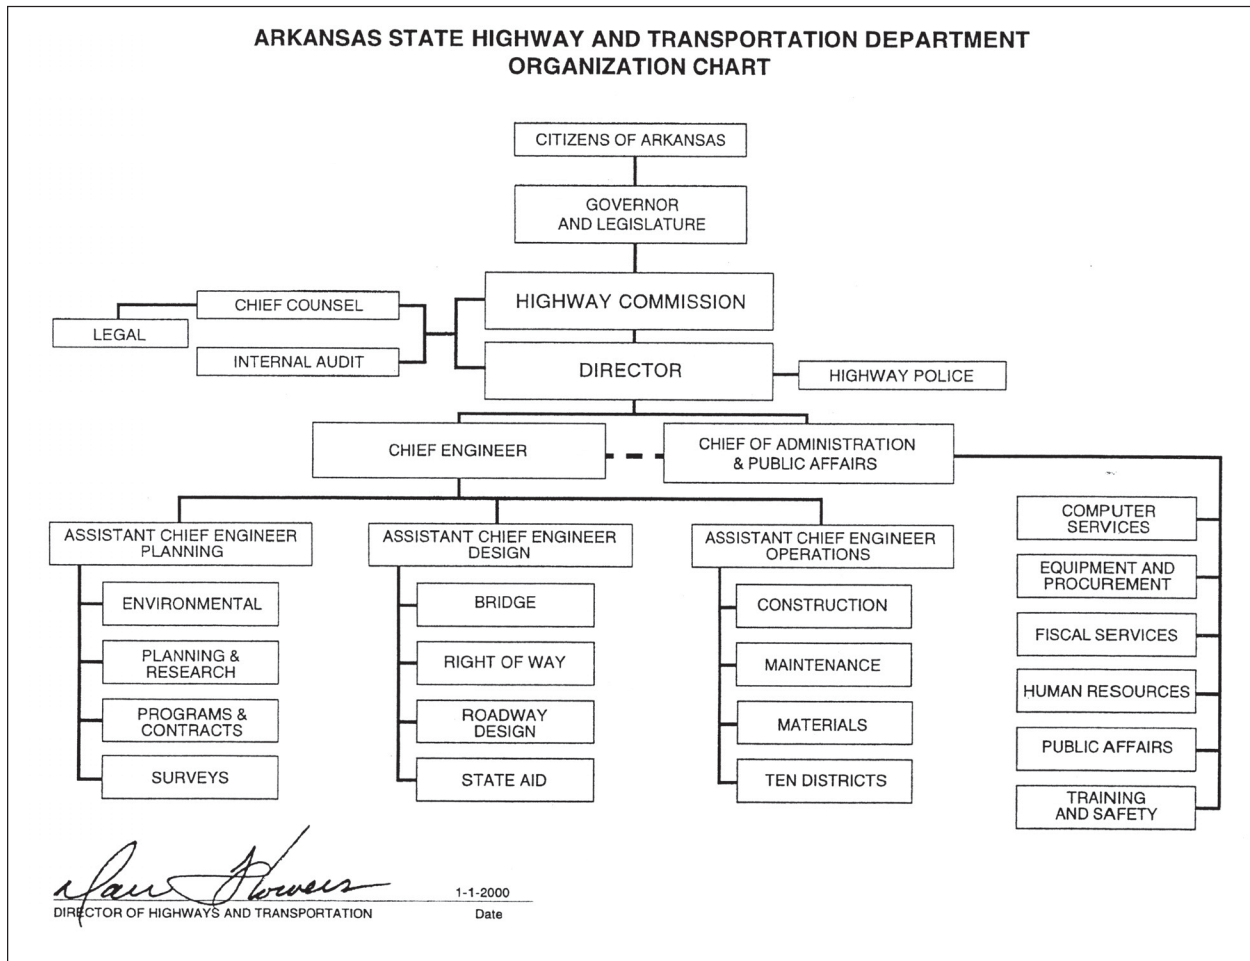 ARKANSAS STATE HIGHWAY AND TRANSPORTATION DEPARTMENT
ORGANIZATION CHART
CITIZENS OF ARKANSAS
GOVERNOR
AND LEGISLATURE
HIGHWAY COMMISSION
CHIEF COUNSEL
LEGAL
INTERNAL AUDIT
DIRECTOR
HIGHWAY POLICE
CHIEF ENGINEER
CHIEF OF ADMINISTRATION
& PUBLIC AFFAIRS
ASSISTANT CHIEF ENGINEER
PLANNING
ENVIRONMENTAL
PLANNING &
RESEARCH
PROGRAMS &
CONTRACTS
SURVEYS
ASSISTANT CHIEF ENGINEER
DESIGN
BRIDGE
RIGHT OF WAY
ROADWAY
DESIGN
STATE AID
ASSISTANT CHIEF ENGINEER
OPERATIONS
CONSTRUCTION
MAINTENANCE
MATERIALS
TEN DISTRICTS
COMPUTER
SERVICES
EQUIPMENT AND
PROCUREMENT
FISCAL SERVICES
HUMAN RESOURCES
PUBLIC AFFAIRS
TRAINING
AND SAFETY
Dan Flowers
1-1-2000
DIRECTOR OF HIGHWAYS AND TRANSPORTATION
Date